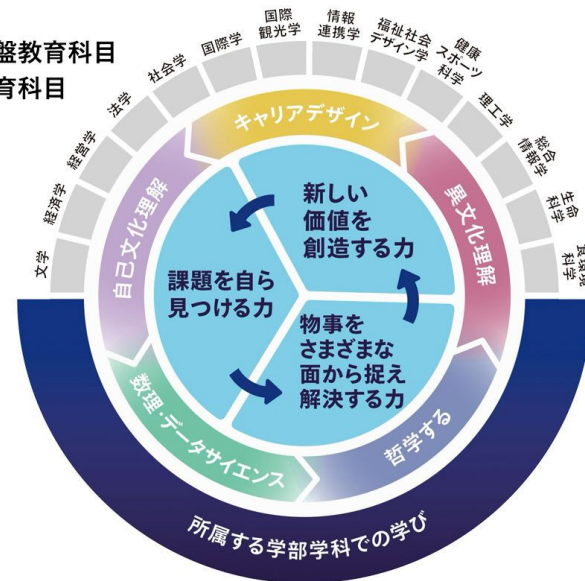 盤教育科目
育科目
文学
経済学
経営学
法学
社会学
国際学
国際
観光学
情報
連携学
福祉社会
デザイン学
健康
スポーツ
科学
理工学
総合
情報学
生命
科学
食環境
科学
キャリアデザイン
異文化理解
哲学する
数理・データサイエンス
自己文化理解
新しい
価値を
創造する力
課題を自ら
見つける力
物事を
さまざまな
面から捉え
解決する力
所属する学部学科での学び